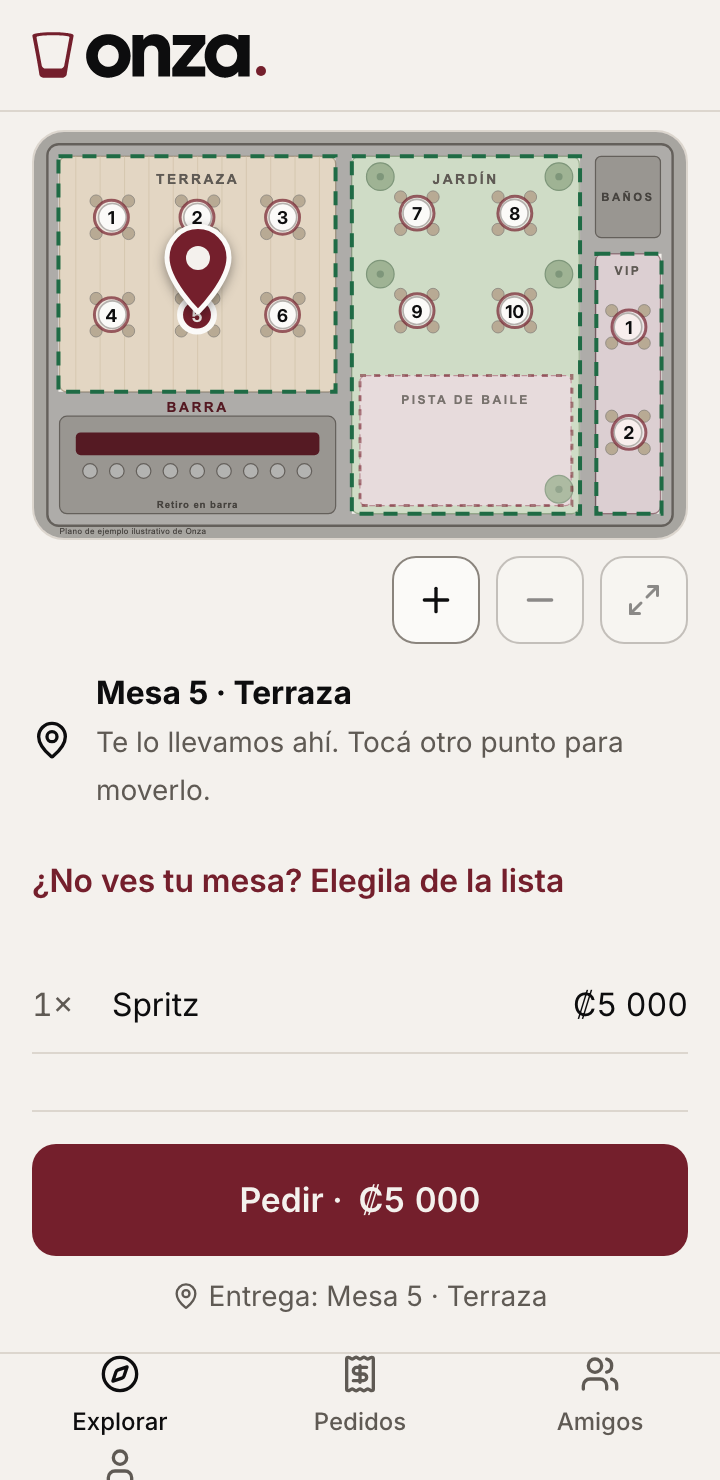 onza.
TERRAZA
JARDÍN
BAÑOS
1
2
3
7
8
VIP
4
5
6
9
10
1
BARRA
PISTA DE BAILE
2
Retiro en barra
Plano de ejemplo ilustrativo de Onza
Mesa 5 · Terraza
Te lo llevamos ahí. Tocá otro punto para
moverlo.
¿No ves tu mesa? Elegila de la lista
1× Spritz ₡5 000
Pedir · ₡5 000
Entrega: Mesa 5 · Terraza
Explorar
Pedidos
Amigos